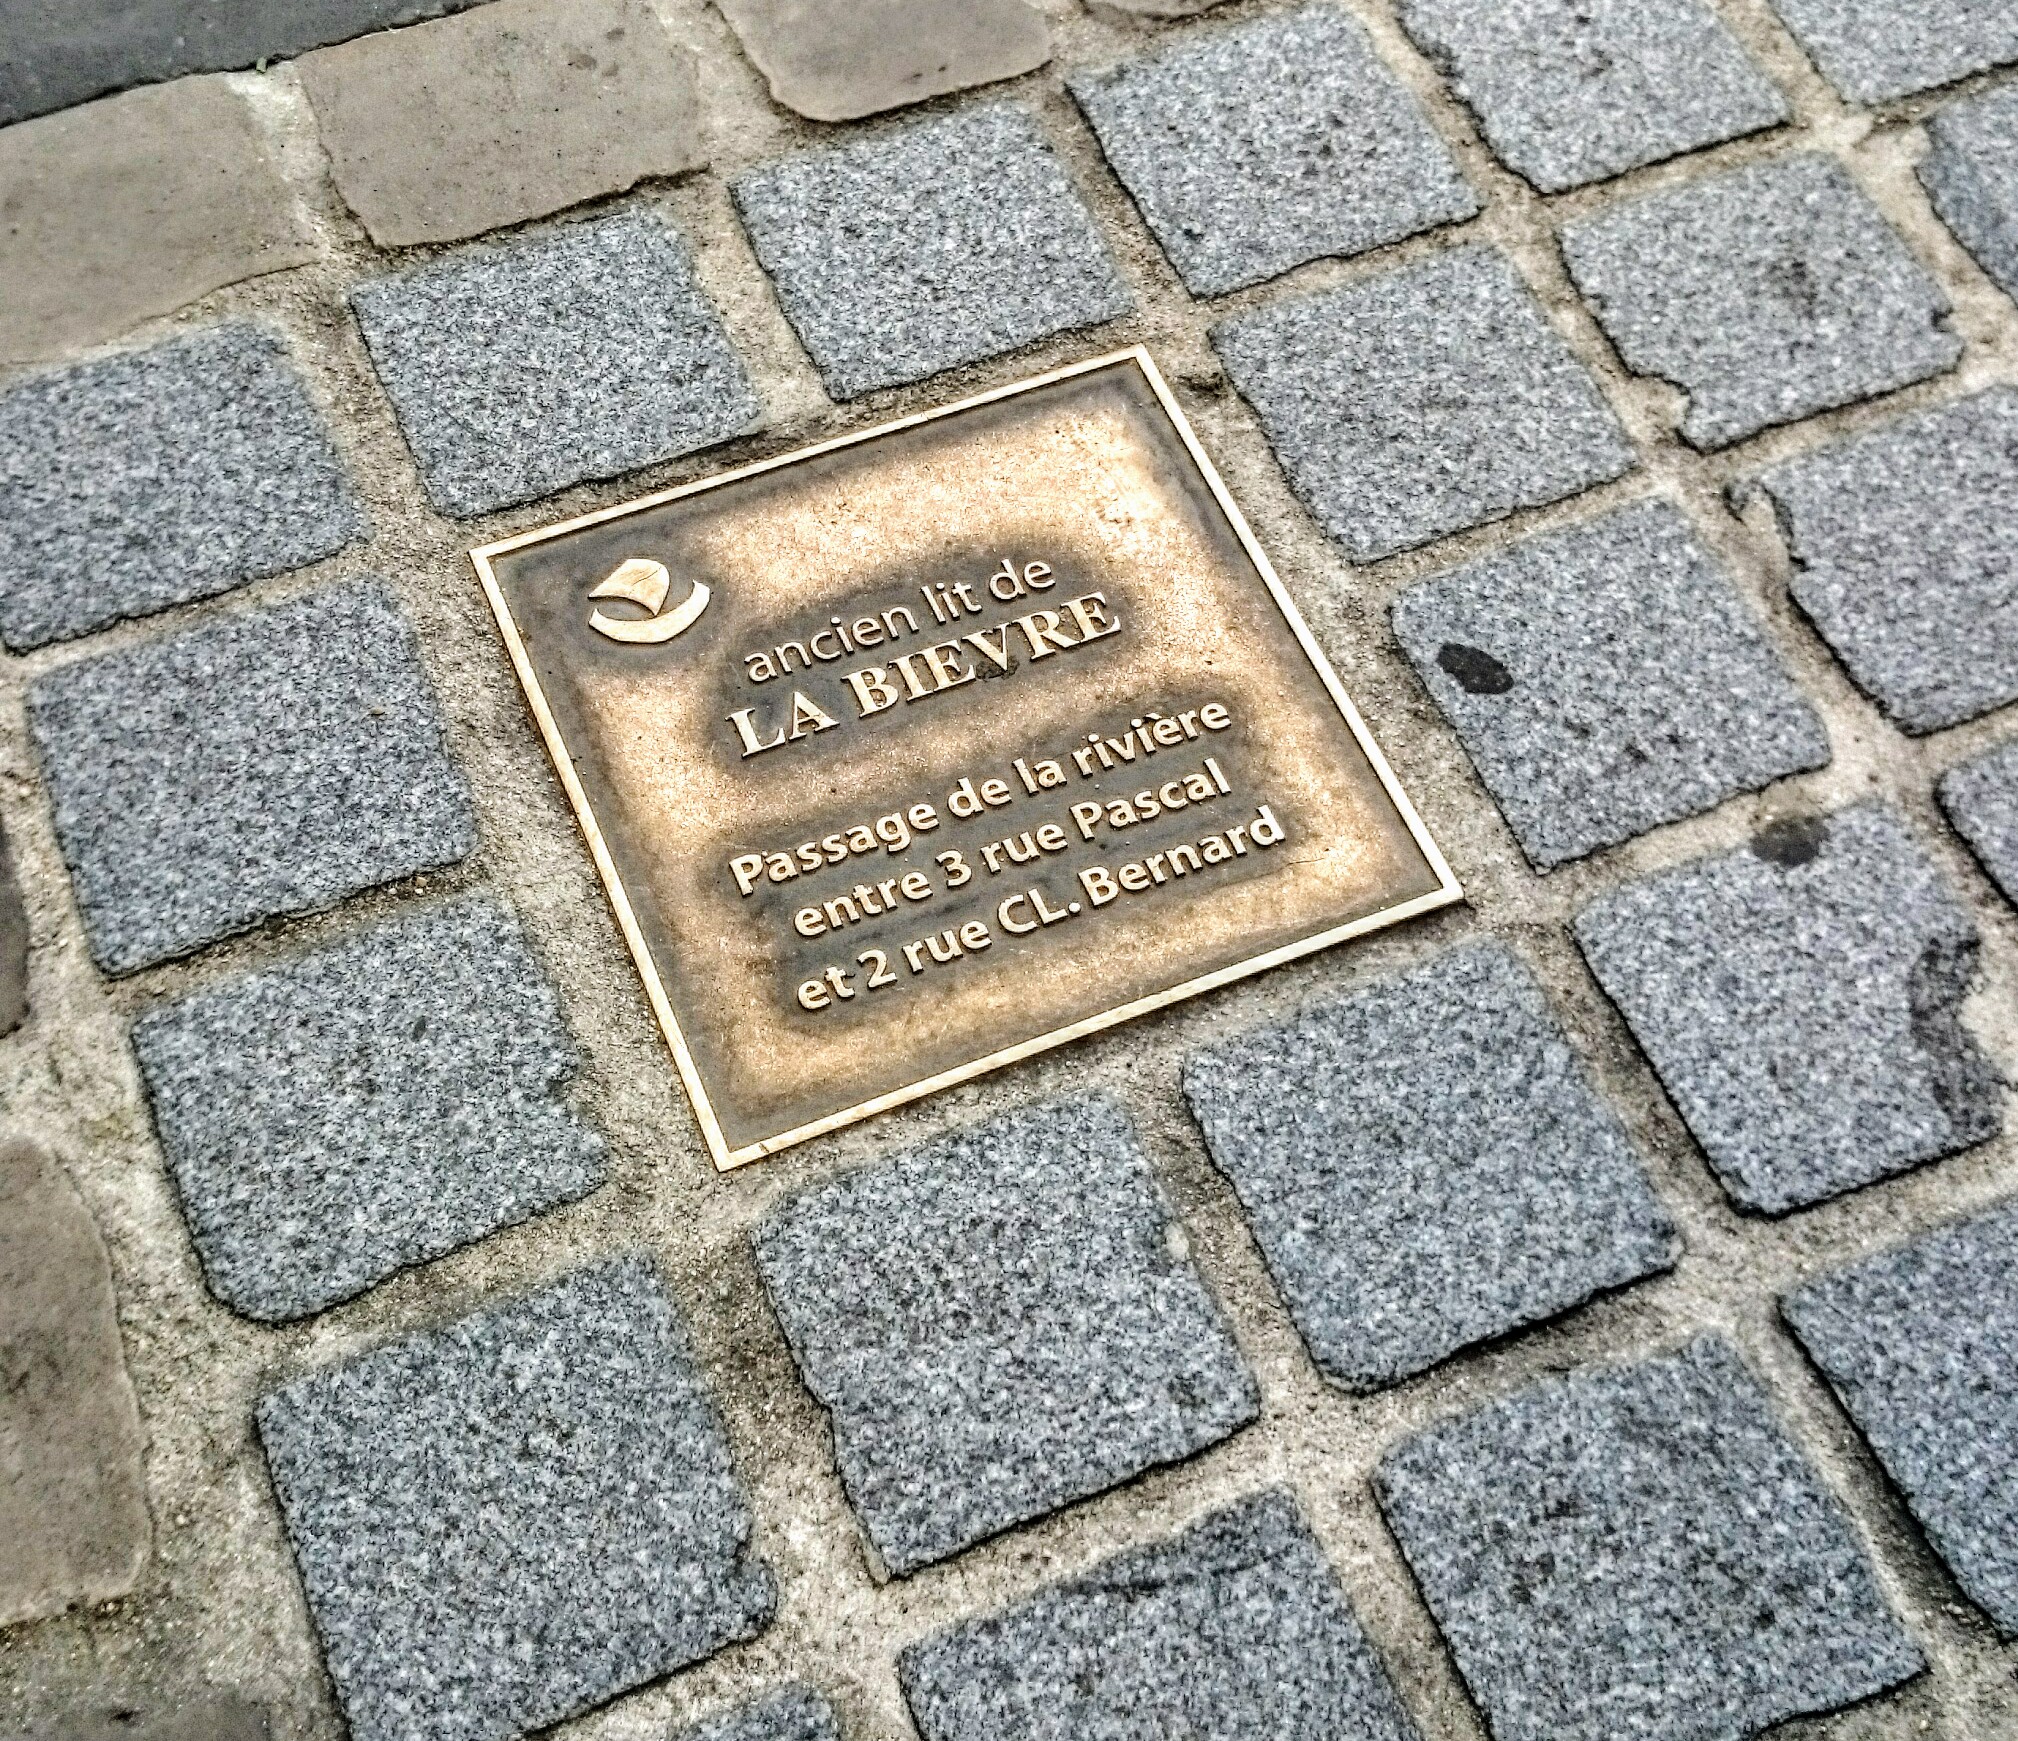 ancien lit de
LA BIEVRE
Passage de la rivière
entre 3 rue Pascal
et 2 rue CL. Bernard